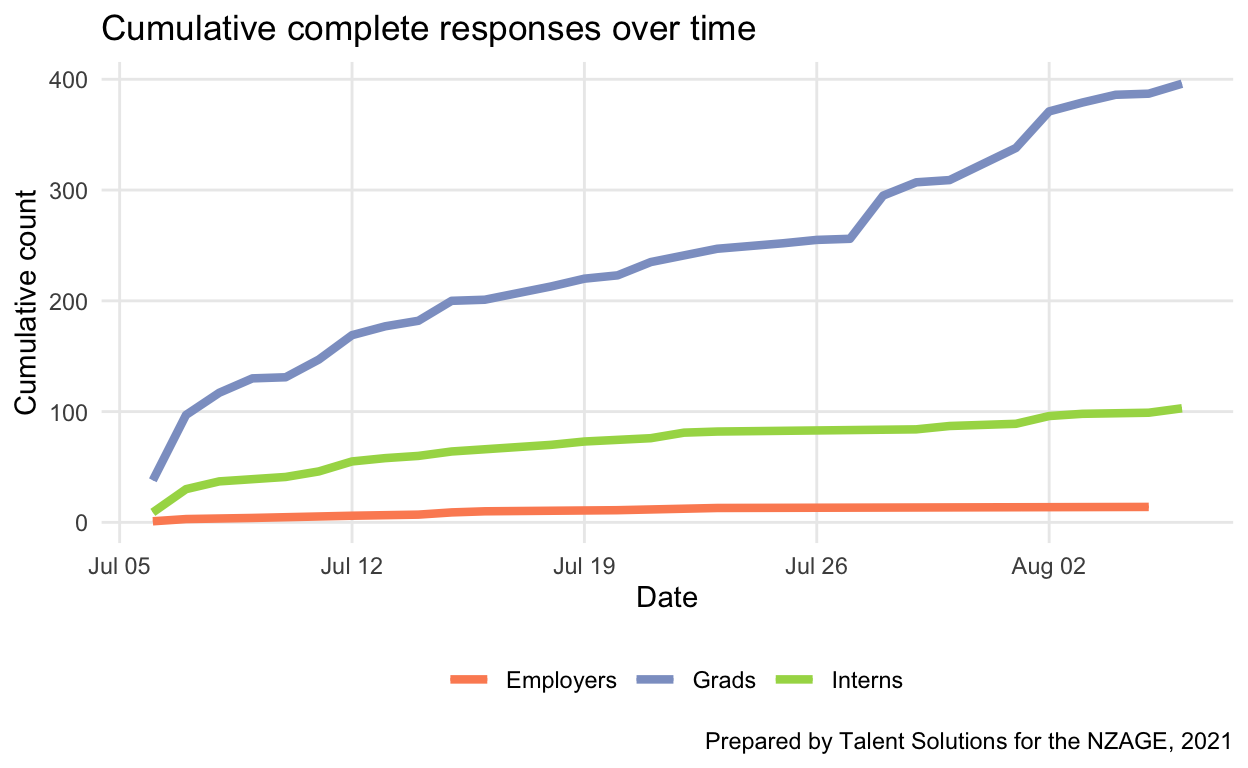 Cumulative complete responses over time
400
300
200
100
0
Cumulative count
Jul 05 Jul 12 Jul 19 Jul 26 Aug 02
Date
Employers Grads Interns
Prepared by Talent Solutions for the NZAGE, 2021